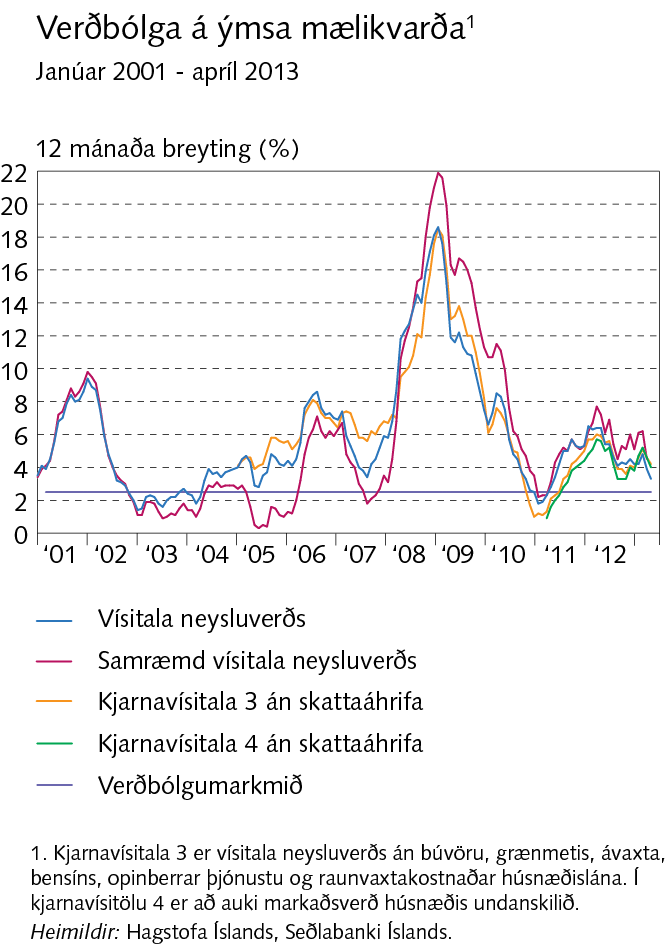 Verðbólga á ýmsa mælikvarða¹
Janúar 2001 - apríl 2013
12 mánaða breyting (%)
22
20
18
16
14
12
10
8
6
4
2
0
‘01 ‘02 ‘03 ‘04 ‘05 ‘06 ‘07 ‘08 ‘09 ‘10 ‘11 ‘12
Vísitala neysluverðs
Samræmd vísitala neysluverðs
Kjarnavísitala 3 án skattaáhrifa
Kjarnavísitala 4 án skattaáhrifa
Verðbólgumarkmið
1. Kjarnavísitala 3 er vísitala neysluverðs án búvöru, grænmetis, ávaxta,
bensíns, opinberrar þjónustu og raunvaxtakostnaðar húsnæðislána. Í
kjarnavísitölu 4 er að auki markaðsverð húsnæðis undanskilið.
Heimildir: Hagstofa Íslands, Seðlabanki Íslands.